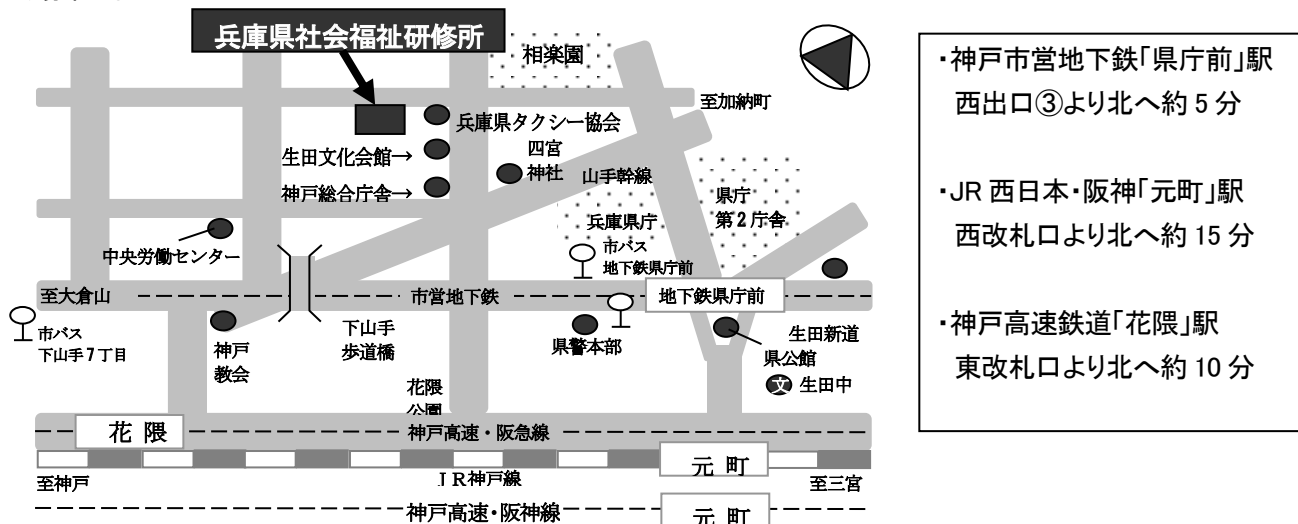 兵庫県社会福祉研修所
相楽園
至加納町
兵庫県タクシー協会
生田文化会館→
四宮
神社
神戸総合庁舎→
山手幹線
県庁
第2庁舎
兵庫県庁
中央労働センター
市バス
地下鉄県庁前
至大倉山
市営地下鉄
地下鉄県庁前
市バス
下山手7丁目
神戸
教会
下山手
歩道橋
県警本部
生田新道
県公館
文 生田中
花隈
公園
花 隈
神戸高速・阪急線
元 町
至神戸
JR神戸線
至三宮
神戸高速・阪神線
元 町
・神戸市営地下鉄「県庁前」駅
西出口③より北へ約5分
・JR西日本・阪神「元町」駅
西改札口より北へ約15分
・神戸高速鉄道「花隈」駅
東改札口より北へ約10分